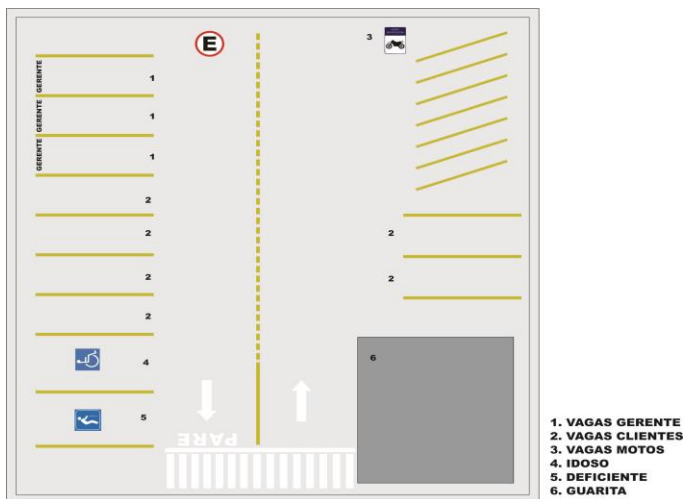 E
3
GERENTE 1
GERENTE 1
GERENTE 1
2
2
2
2
2
2
4
5
6
PARE
1. VAGAS GERENTE
2. VAGAS CLIENTES
3. VAGAS MOTOS
4. IDOSO
5. DEFICIENTE
6. GUARITA